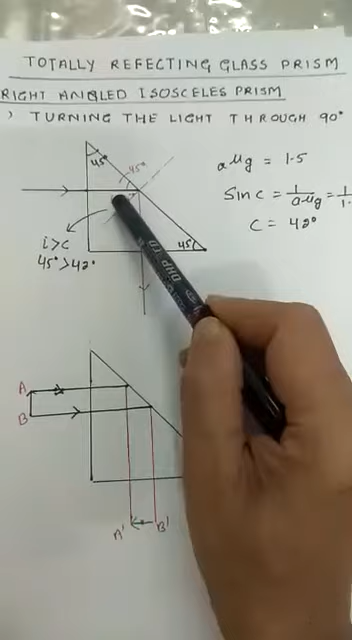 TOTALLY REFECTING GLASS PRISM
RIGHT ANGLED ISOSCELES PRISM
) TURNING THE LIGHT THROUGH 90°
45°
45°
aμg = 1.5
Sin c = 1/aμg = 1/1.
c = 42°
i>c
45° > 42°
45°
A
B
A' B'